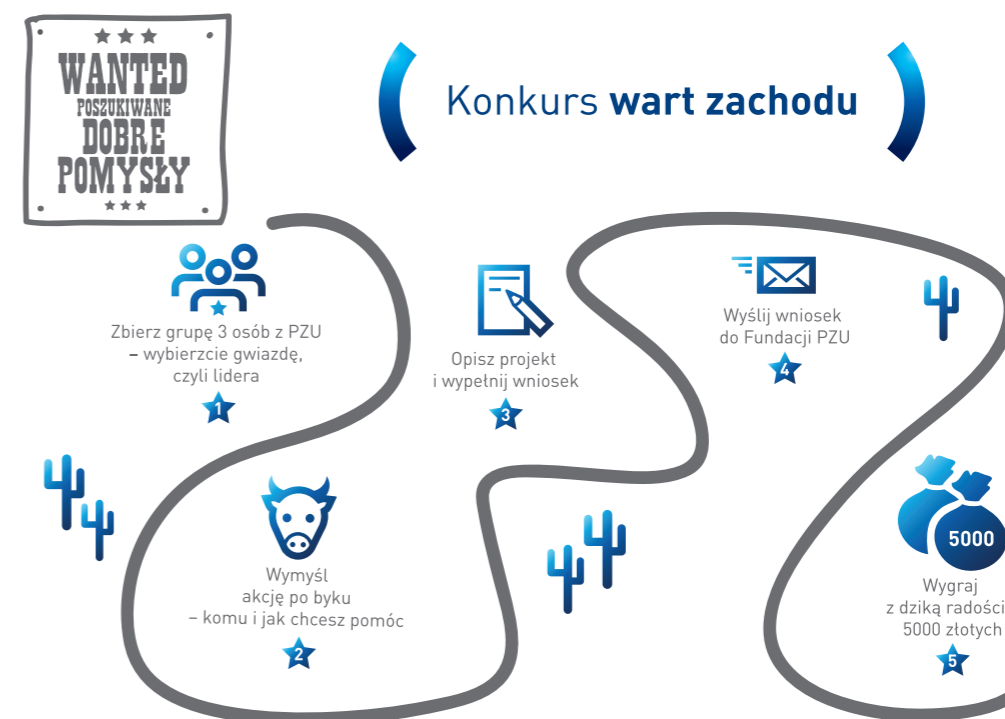 WANTED
POSZUKIWANE
DOBRE
POMYSŁY
Konkurs wart zachodu
Zbierz grupę 3 osób z PZU
– wybierzcie gwiazdę,
czyli lidera
1
Wymyśl
akcję po byku
– komu i jak chcesz pomóc
2
Opisz projekt
i wypełnij wniosek
3
Wyślij wniosek
do Fundacji PZU
4
5000
Wygraj
z dziką radości
5000 złotych
5